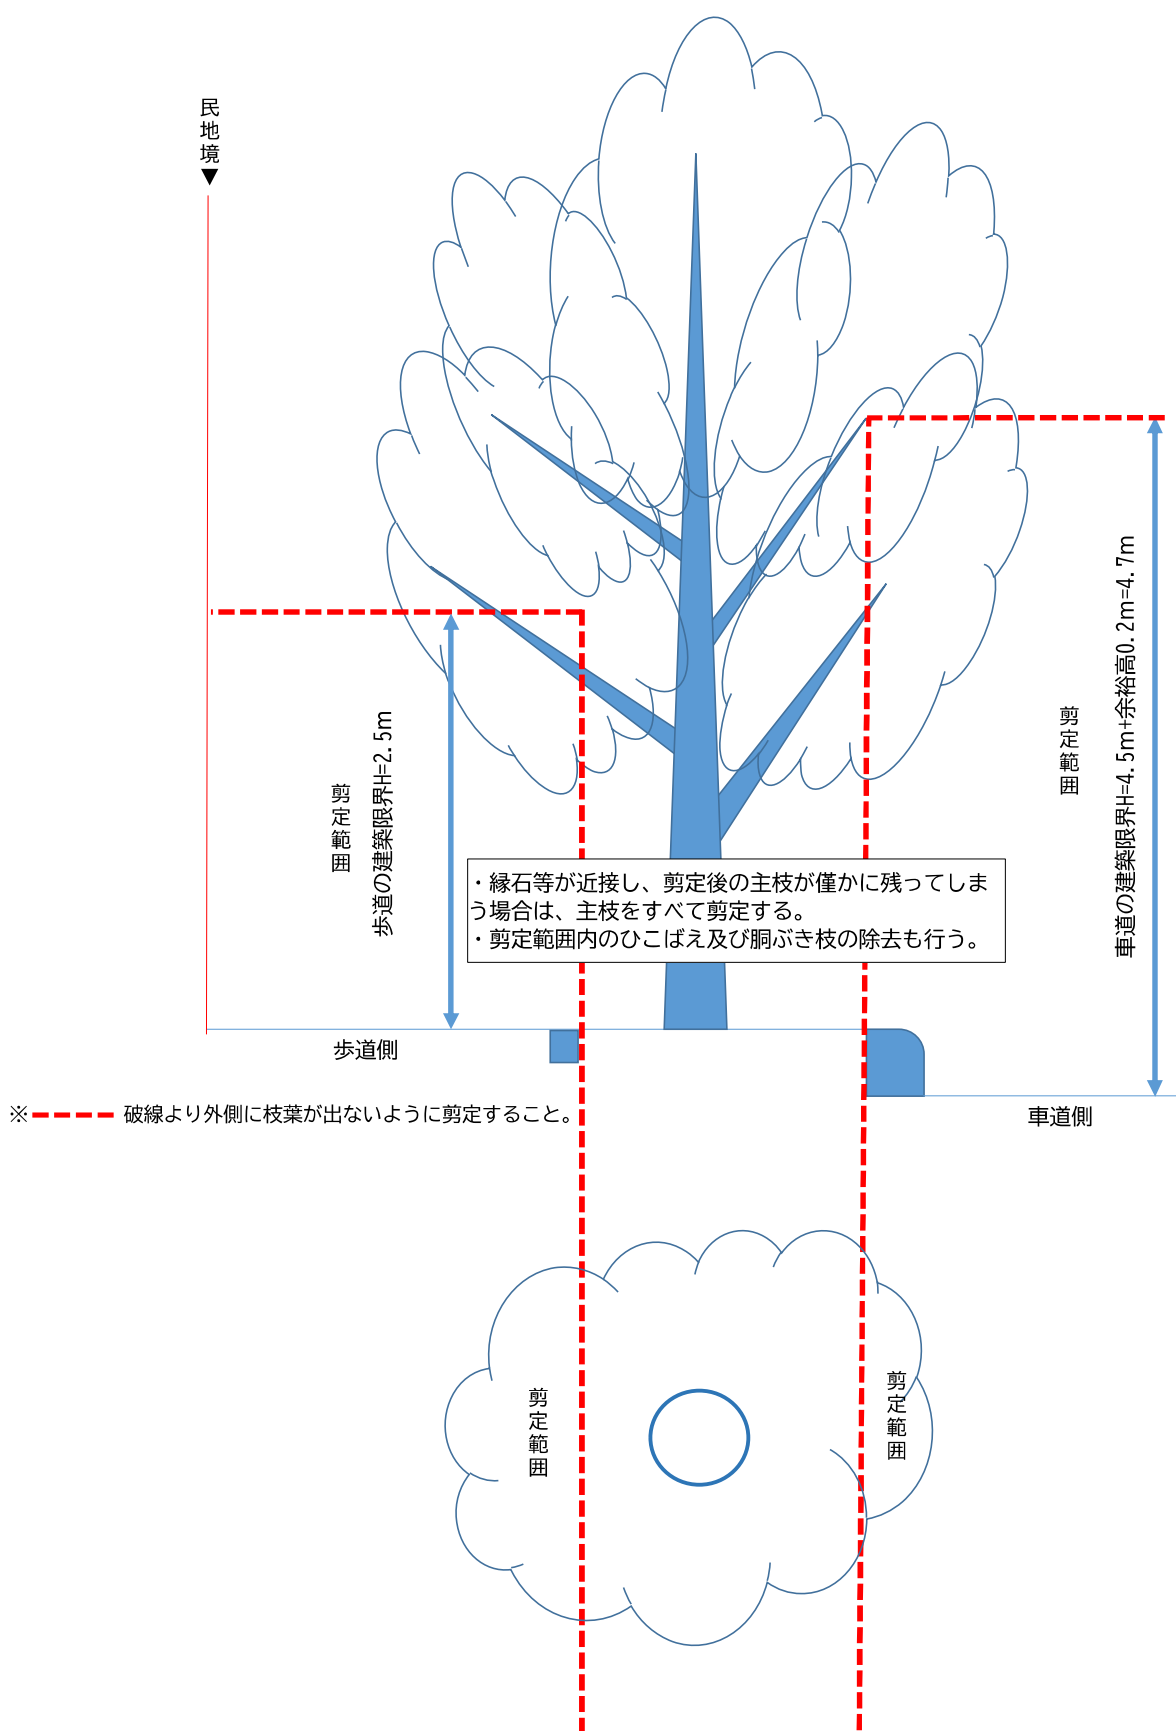 民地境▼
剪定範囲
歩道の建築限界H=2.5m
剪定範囲
車道の建築限界H=4.5m+余裕高0.2m=4.7m
・縁石等が近接し、剪定後の主枝が僅かに残ってしま
う場合は、主枝をすべて剪定する。
・剪定範囲内のひこばえ及び胴ぶき枝の除去も行う。
歩道側
車道側
※ 破線より外側に枝葉が出ないように剪定すること。
剪定範囲
剪定範囲